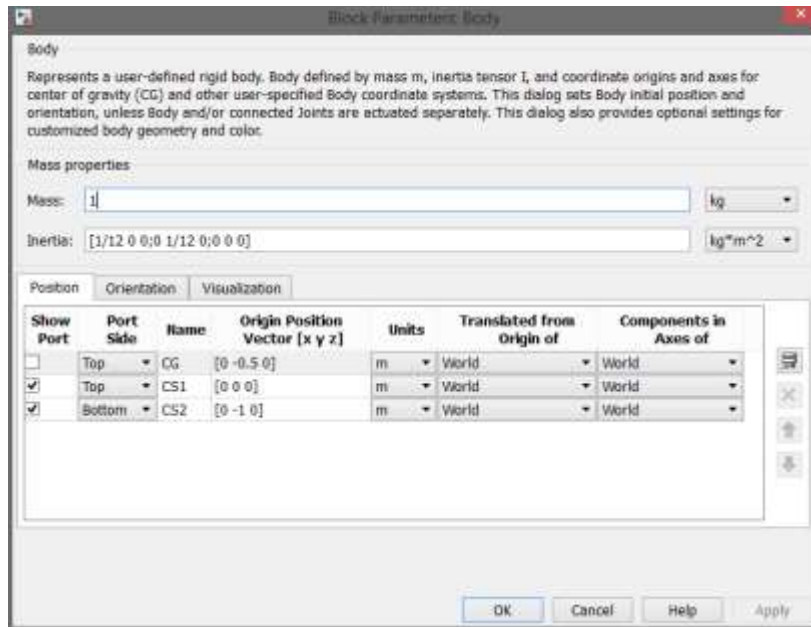 Block Parameters: Body
Body
Represents a user-defined rigid body. Body defined by mass m, inertia tensor I, and coordinate origins and axes for
center of gravity (CG) and other user-specified Body coordinate systems. This dialog sets Body initial position and
orientation, unless Body and/or connected Joints are actuated separately. This dialog also provides optional settings for
customized body geometry and color.
Mass properties
Mass: 1 kg
Inertia: [1/12 0 0;0 1/12 0;0 0 0] kg*m^2
Position Orientation Visualization
Show Port Port Side Name Origin Position Vector [x y z] Units Translated from Origin of Components in Axes of
Top CG [0 -0.5 0] m World World
Top CS1 [0 0 0] m World World
Bottom CS2 [0 -1 0] m World World
OK Cancel Help Apply